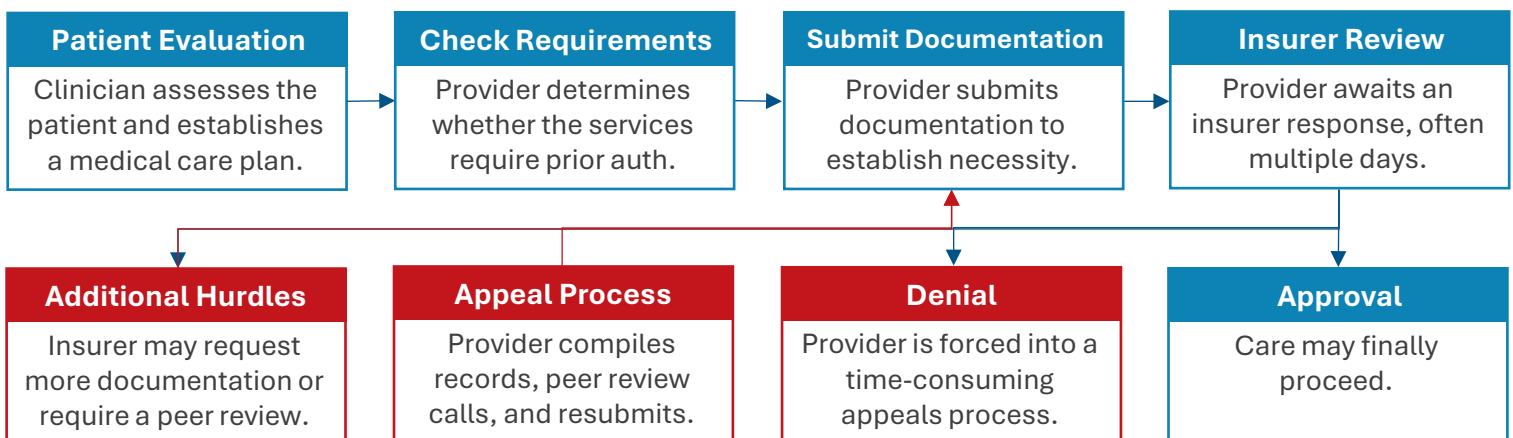 Patient Evaluation
Clinician assesses the
patient and establishes
a medical care plan.
Check Requirements
Provider determines
whether the services
require prior auth.
Submit Documentation
Provider submits
documentation to
establish necessity.
Insurer Review
Provider awaits an
insurer response, often
multiple days.
Additional Hurdles
Insurer may request
more documentation or
require a peer review.
Appeal Process
Provider compiles
records, peer review
calls, and resubmits.
Denial
Provider is forced into a
time-consuming
appeals process.
Approval
Care may finally
proceed.